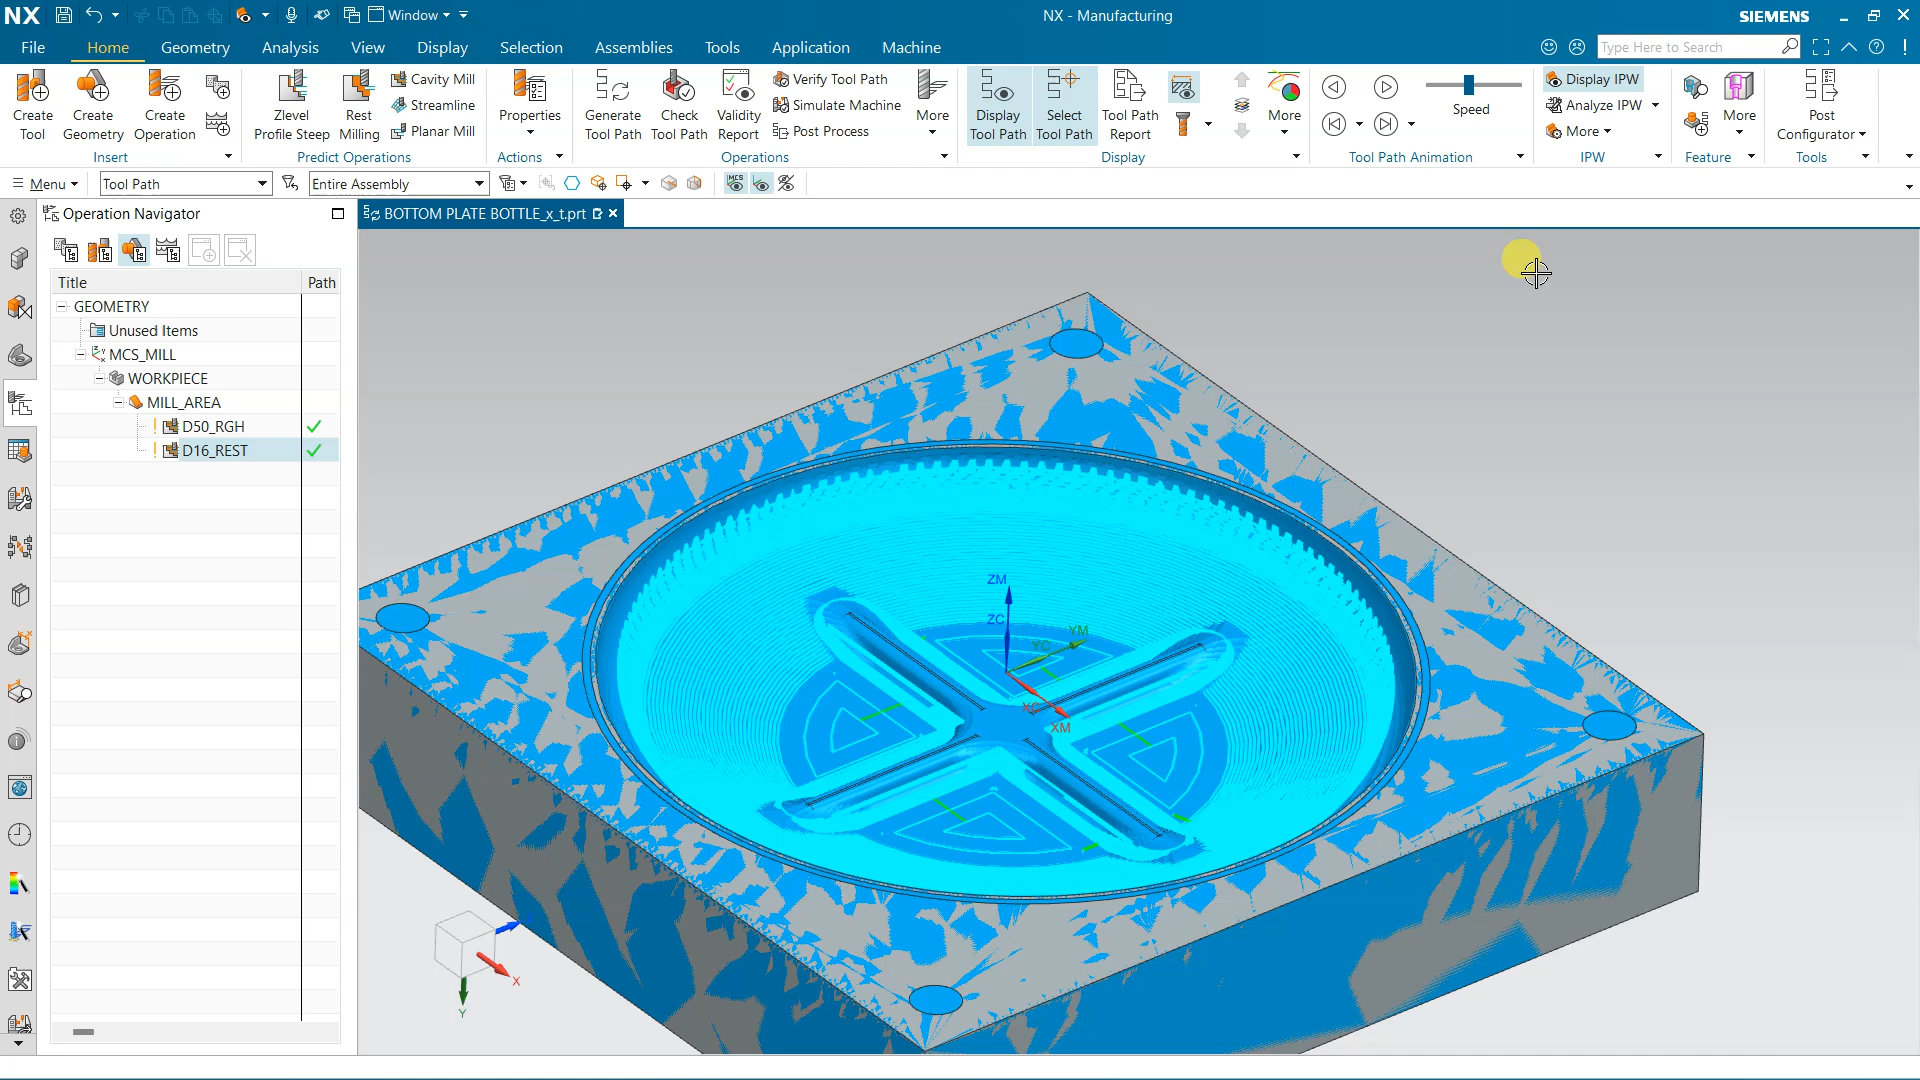 NX
Window
NX - Manufacturing
SIEMENS
File
Home
Geometry
Analysis
View
Display
Selection
Assemblies
Tools
Application
Machine
Type Here to Search
Create
Tool
Create
Geometry
Create
Operation
Insert
Zlevel
Profile Steep
Rest
Milling
Cavity Mill
Streamline
Planar Mill
Predict Operations
Properties
Actions
Generate
Tool Path
Check
Tool Path
Validity
Report
Verify Tool Path
Simulate Machine
Post Process
More
Operations
Display
Tool Path
Select
Tool Path
Tool Path
Report
More
Display
Speed
Tool Path Animation
Display IPW
Analyze IPW
More
IPW
More
Feature
Post
Configurator
Tools
Menu
Tool Path
Entire Assembly
MCS
Operation Navigator
BOTTOM PLATE BOTTLE_x_t.prt
Title
Path
GEOMETRY
Unused Items
MCS_MILL
WORKPIECE
MILL_AREA
D50_RGH
D16_REST
ZM
ZC
YM
YC
XC
XM
X
Y